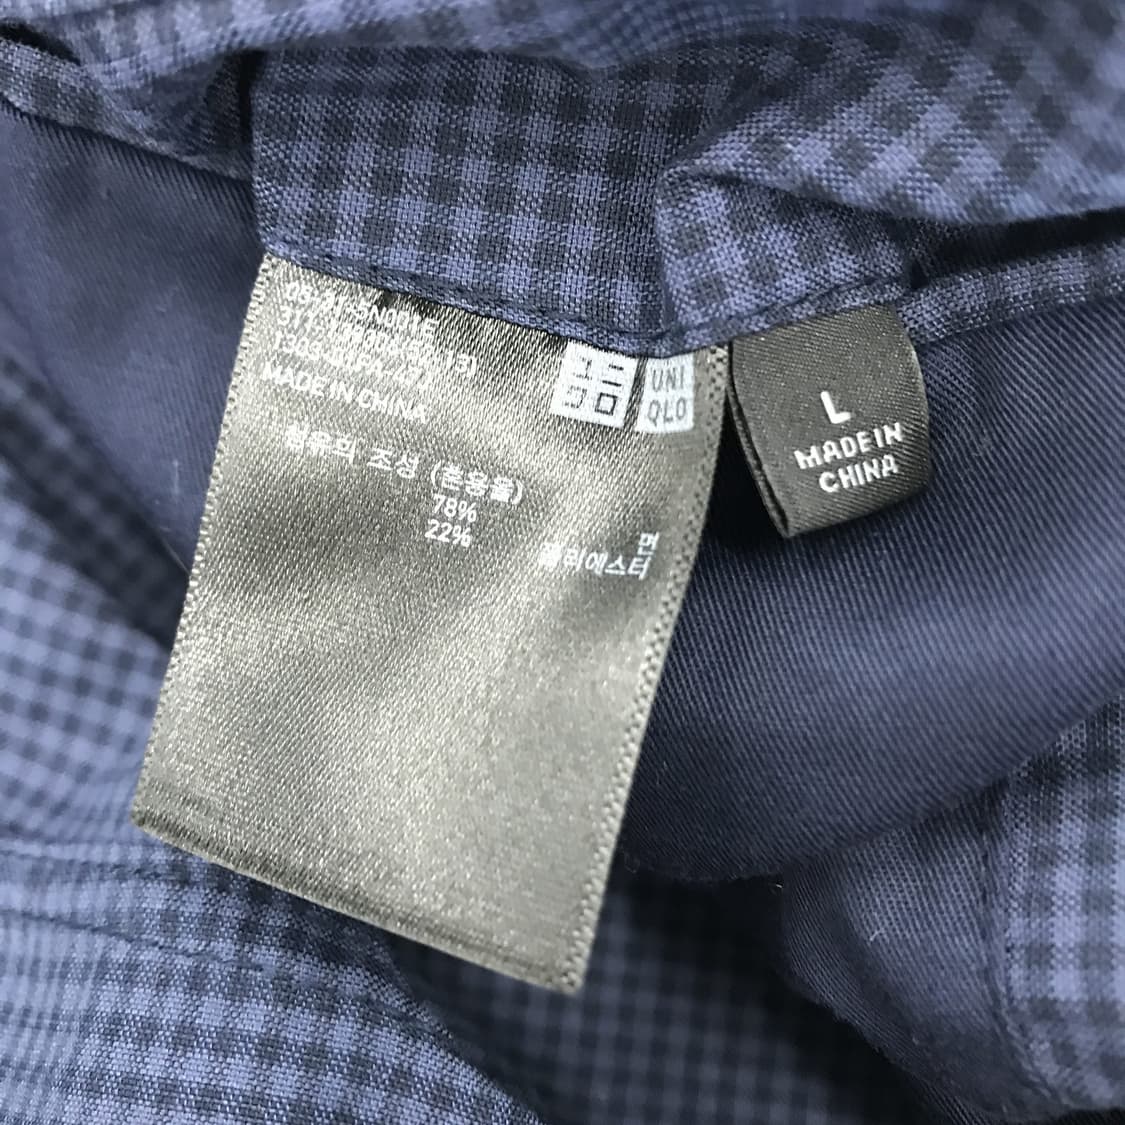 MADE IN CHINA
섬유의 조성 (혼용율)
78%
22%
면
폴리에스터
ユニ
クロ
UNI
QLO
L
MADE IN
CHINA